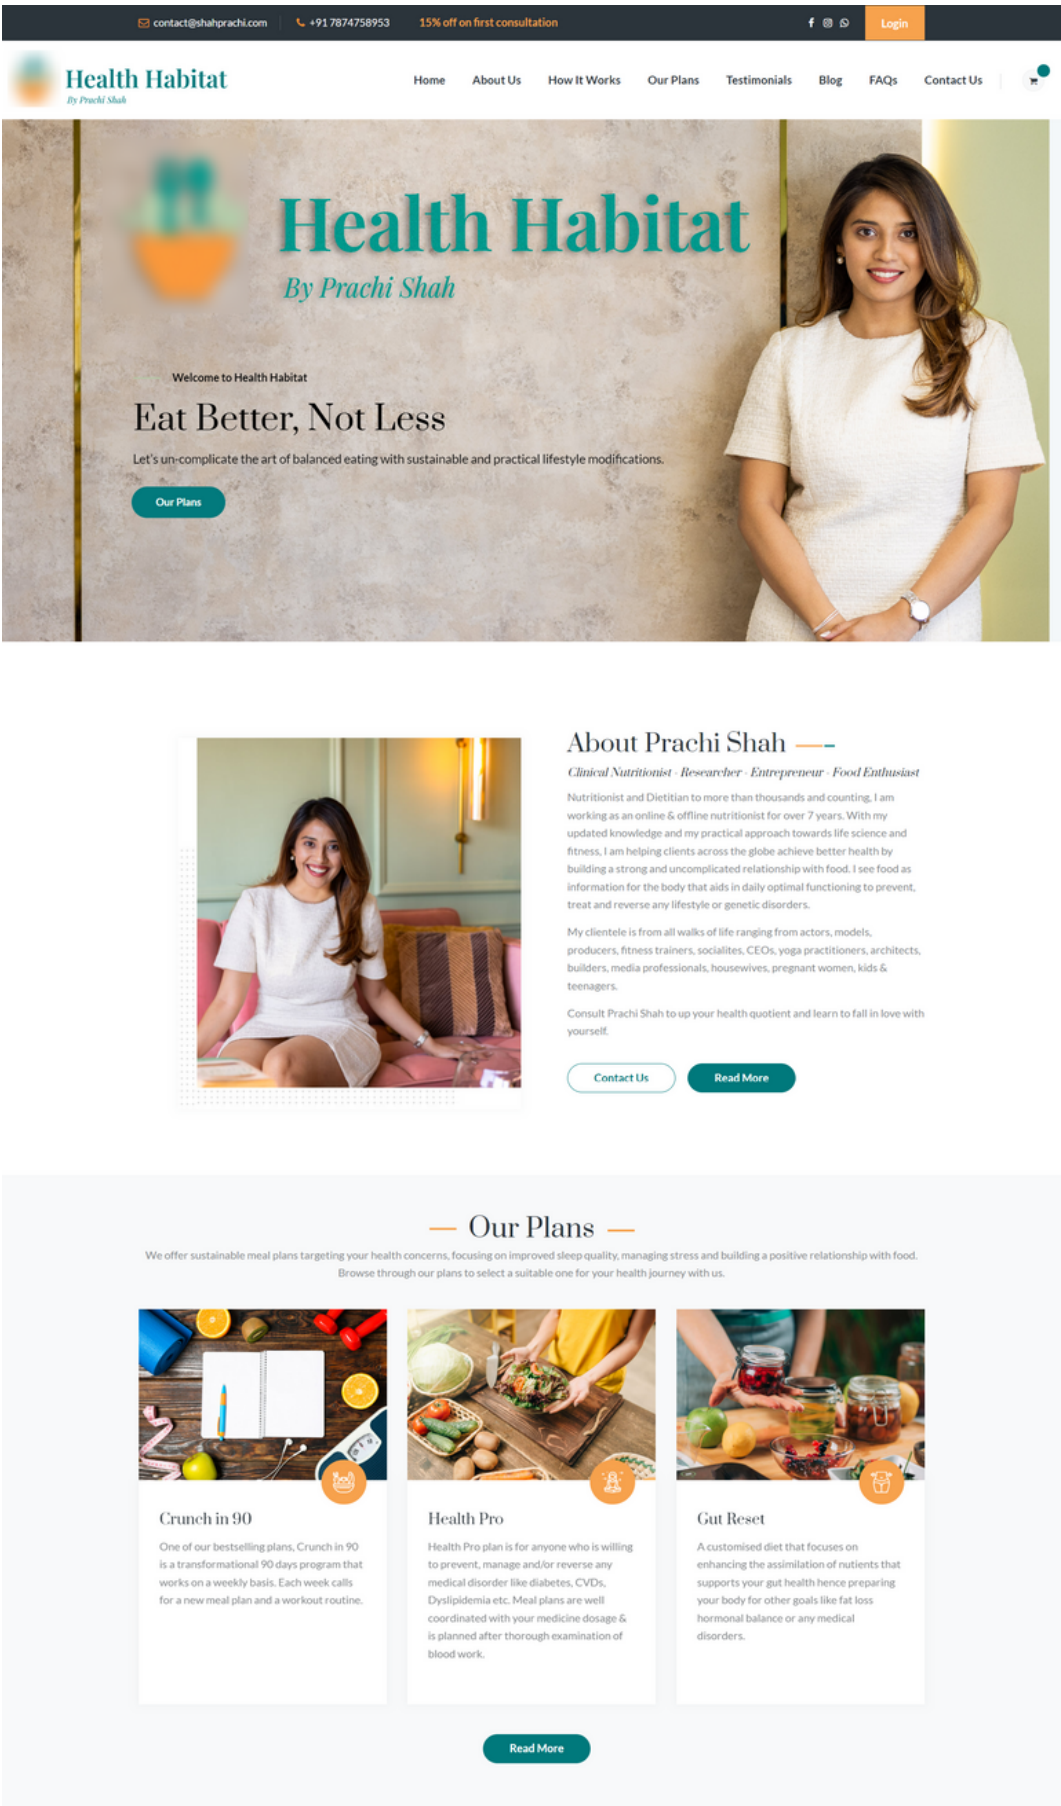 contact@shahprachi.com
+91 7874758953
15% off on first consultation
Login
Health Habitat
By Prachi Shah
Home
About Us
How It Works
Our Plans
Testimonials
Blog
FAQs
Contact Us
Health Habitat
By Prachi Shah
Welcome to Health Habitat
Eat Better, Not Less
Let's un-complicate the art of balanced eating with sustainable and practical lifestyle modifications.
Our Plans
About Prachi Shah
Clinical Nutritionist - Researcher - Entrepreneur - Food Enthusiast
Nutritionist and Dietitian to more than thousands and counting, I am
working as an online & offline nutritionist for over 7 years. With my
updated knowledge and my practical approach towards life science and
fitness, I am helping clients across the globe achieve better health by
building a strong and uncomplicated relationship with food. I see food as
information for the body that aids in daily optimal functioning to prevent,
treat and reverse any lifestyle or genetic disorders.
My clientele is from all walks of life ranging from actors, models,
producers, fitness trainers, socialites, CEOs, yoga practitioners, architects,
builders, media professionals, housewives, pregnant women, kids &
teenagers.
Consult Prachi Shah to up your health quotient and learn to fall in love with
yourself.
Contact Us
Read More
Our Plans
We offer sustainable meal plans targeting your health concerns, focusing on improved sleep quality, managing stress and building a positive relationship with food.
Browse through our plans to select a suitable one for your health journey with us.
Crunch in 90
One of our bestselling plans, Crunch in 90
is a transformational 90 days program that
works on a weekly basis. Each week calls
for a new meal plan and a workout routine.
Health Pro
Health Pro plan is for anyone who is willing
to prevent, manage and/or reverse any
medical disorder like diabetes, CVDs,
Dyslipidemia etc. Meal plans are well
coordinated with your medicine dosage &
is planned after thorough examination of
blood work.
Gut Reset
A customised diet that focuses on
enhancing the assimilation of nutients that
supports your gut health hence preparing
your body for other goals like fat loss
hormonal balance or any medical
disorders.
Read More